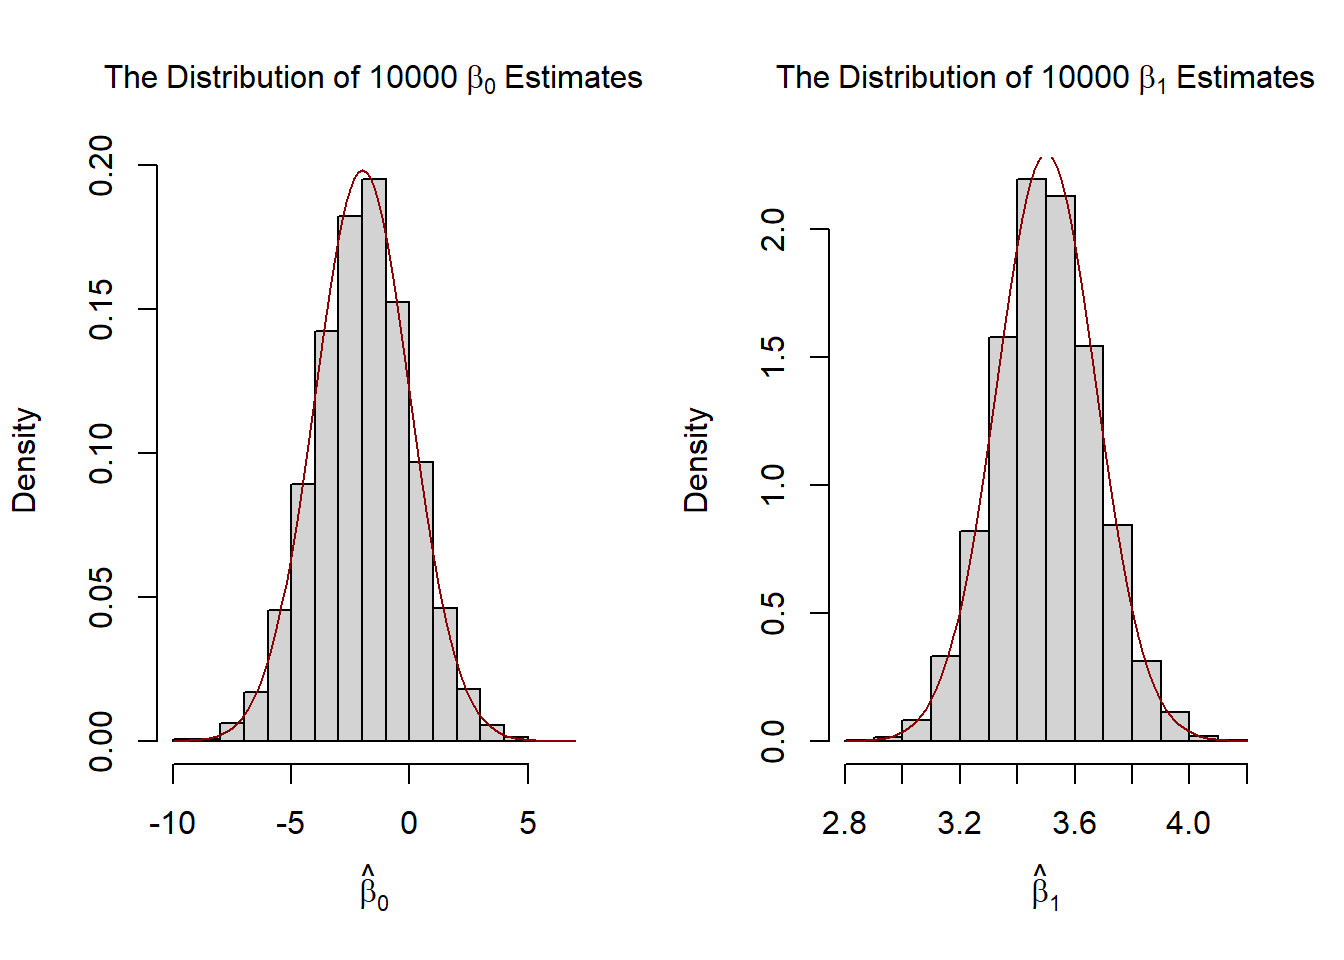 The Distribution of 10000 β₀ Estimates
Density
0.00 0.05 0.10 0.15 0.20
-10 -5 0 5
β̂₀
The Distribution of 10000 β₁ Estimates
Density
0.0 0.5 1.0 1.5 2.0
2.8 3.2 3.6 4.0
β̂₁